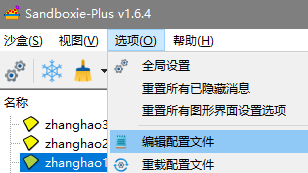 Sandboxie-Plus v1.6.4
沙盒(S) 视图(V) 选项(O) 帮助(H)
全局设置
重置所有已隐藏消息
名称
重置所有图形界面设置选项
zhanghao3
zhanghao2
编辑配置文件
zhanghao1
重载配置文件